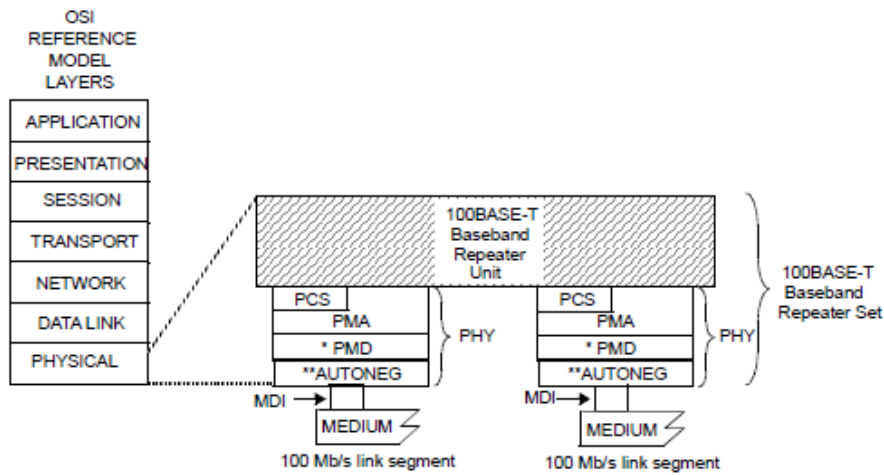 OSI
REFERENCE
MODEL
LAYERS
APPLICATION
PRESENTATION
SESSION
TRANSPORT
NETWORK
DATA LINK
PHYSICAL
100BASE-T
Baseband
Repeater
Unit
PCS
PMA
* PMD
**AUTONEG
PHY
MDI
MEDIUM
100 Mb/s link segment
PCS
PMA
* PMD
**AUTONEG
PHY
MDI
MEDIUM
100 Mb/s link segment
100BASE-T
Baseband
Repeater Set